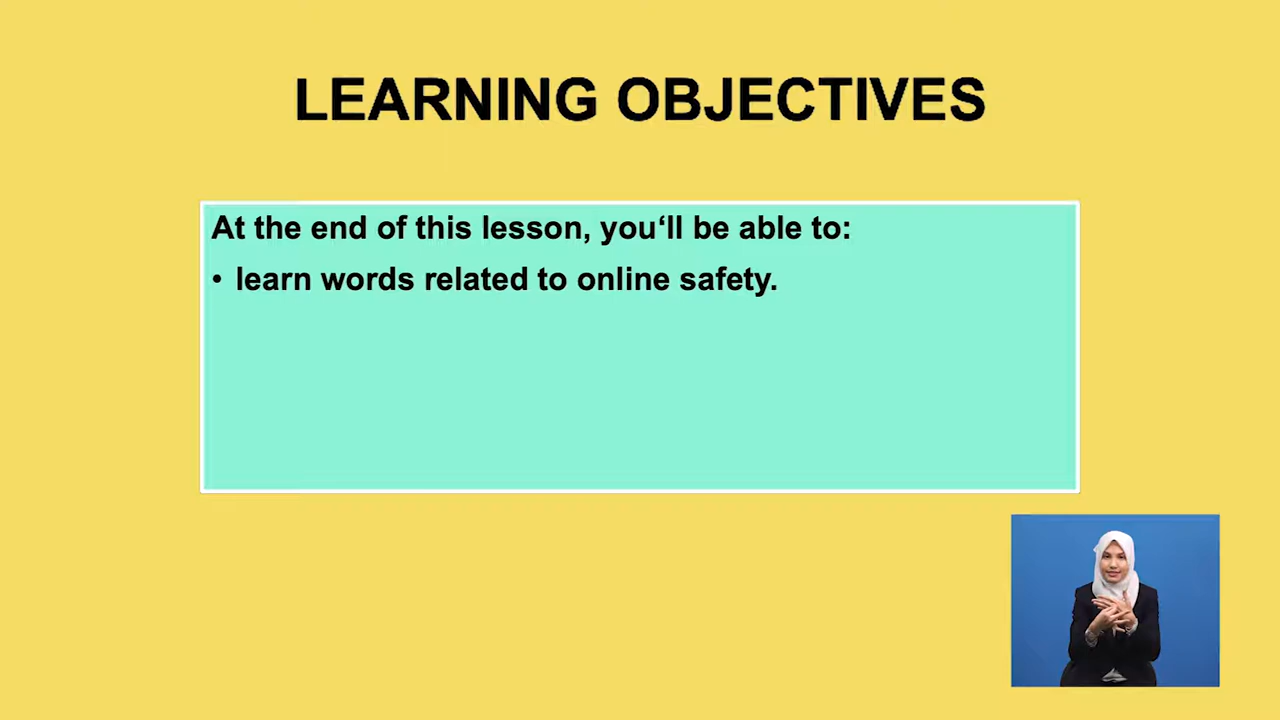 LEARNING OBJECTIVES
At the end of this lesson, you‘ll be able to:
• learn words related to online safety.